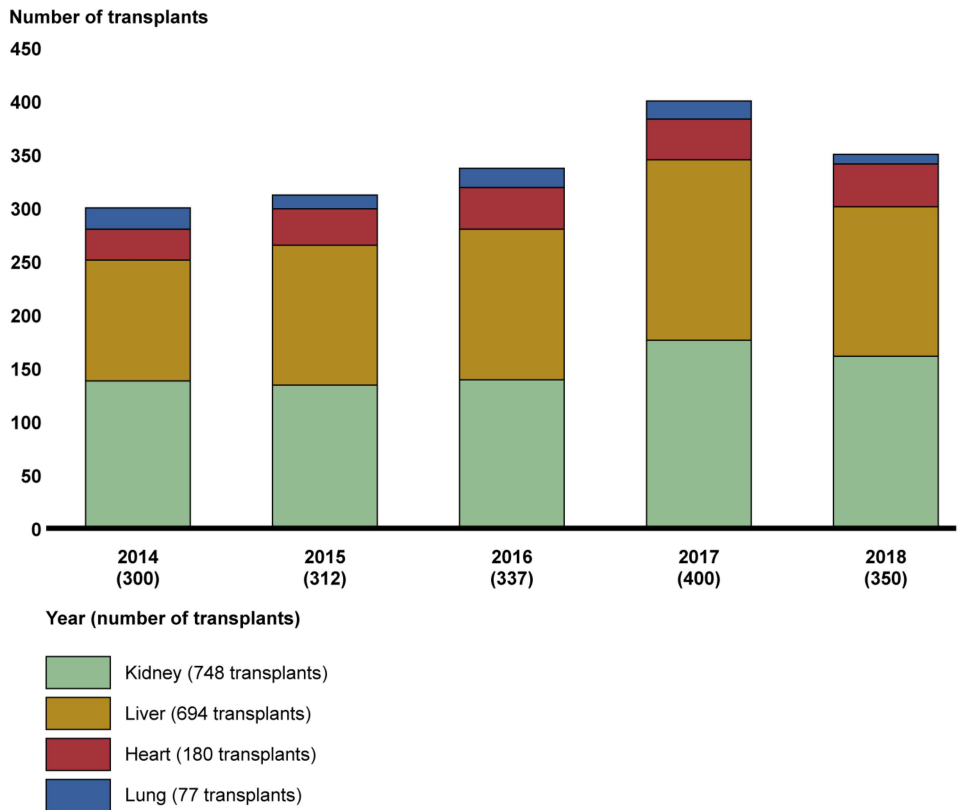 Number of transplants
450
400
350
300
250
200
150
100
50
0
2014 2015 2016 2017 2018
(300) (312) (337) (400) (350)
Year (number of transplants)
Kidney (748 transplants)
Liver (694 transplants)
Heart (180 transplants)
Lung (77 transplants)